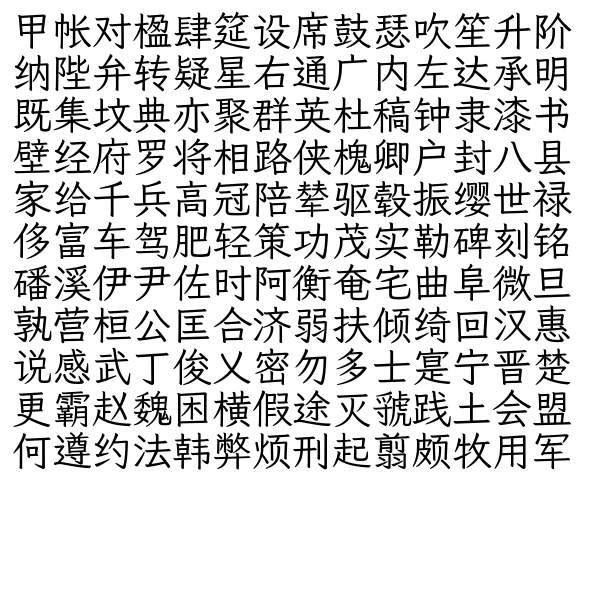 甲帐对楹肆筵设席鼓瑟吹笙升阶
纳陛弁转疑星右通广内左达承明
既集坟典亦聚群英杜稿钟隶漆书
壁经府罗将相路侠槐卿户封八县
家给千兵高冠陪辇驱毂振缨世禄
侈富车驾肥轻策功茂实勒碑刻铭
磻溪伊尹佐时阿衡奄宅曲阜微旦
孰营桓公匡合济弱扶倾绮回汉惠
说感武丁俊乂密勿多士寔宁晋楚
更霸赵魏困横假途灭虢践土会盟
何遵约法韩弊烦刑起翦颇牧用军